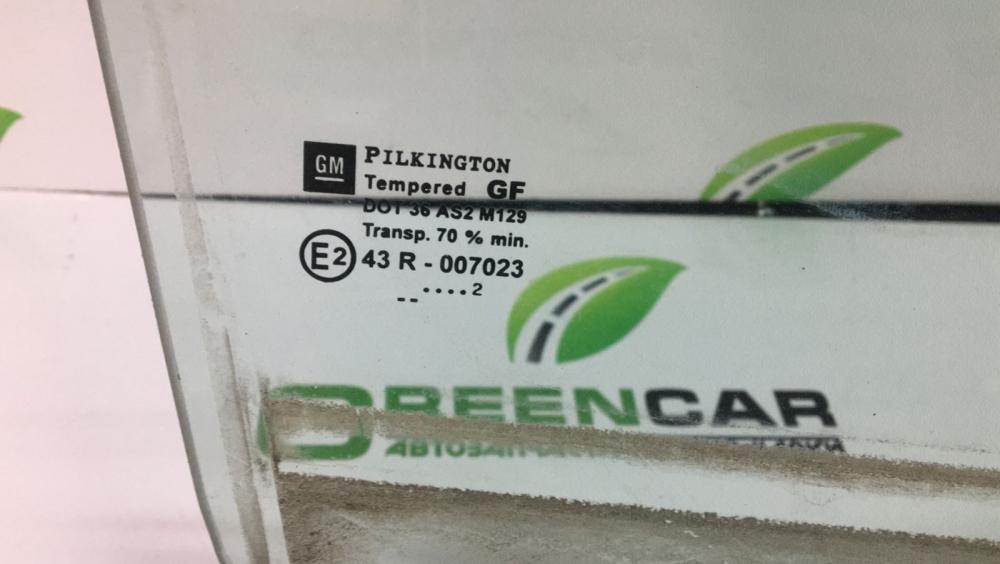 GM
PILKINGTON
Tempered GF
DOT 36 AS2 M129
Transp. 70 % min.
E2 43 R - 007023
-- ....2
GREENCAR